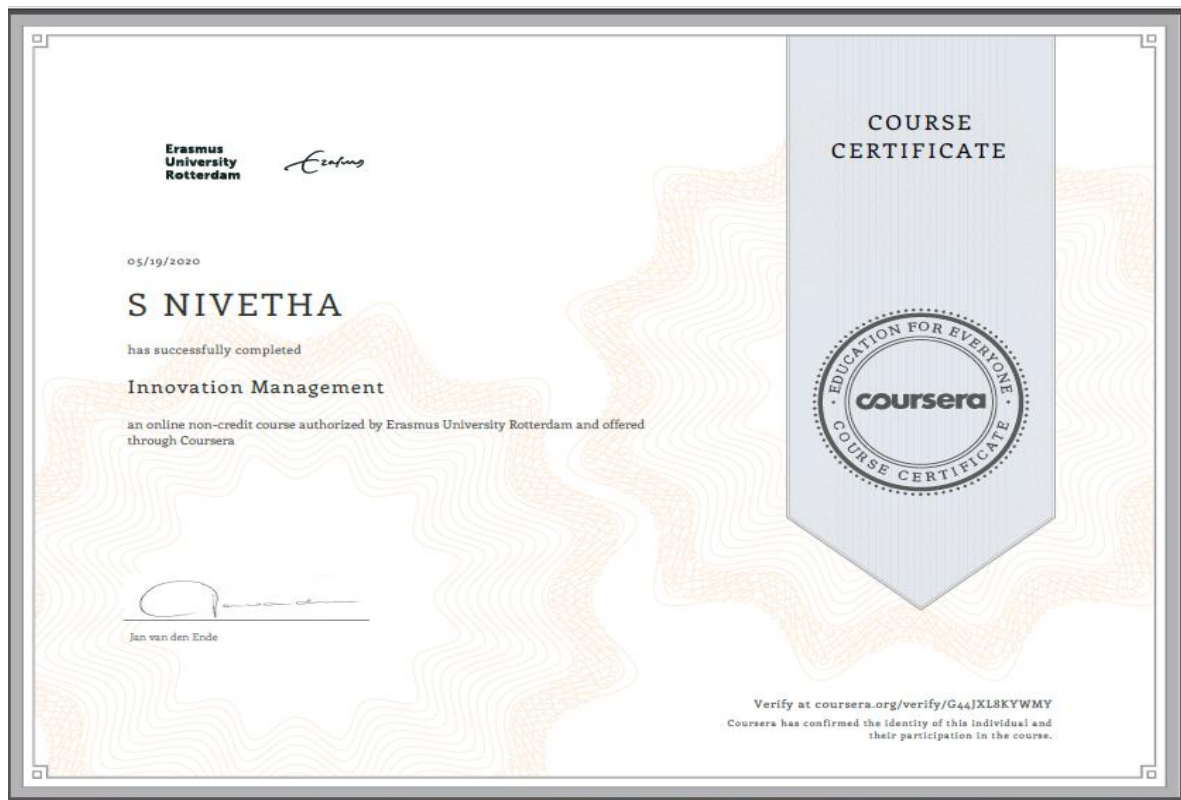 Erasmus
University
Rotterdam
Erasmus
COURSE
CERTIFICATE
05/19/2020
S NIVETHA
has successfully completed
Innovation Management
an online non-credit course authorized by Erasmus University Rotterdam and offered
through Coursera
EDUCATION FOR EVERYONE
coursera
COURSE CERTIFICATE
Jan van den Ende
Verify at coursera.org/verify/G44JXL8KYWMY
Coursera has confirmed the identity of this individual and
their participation in the course.